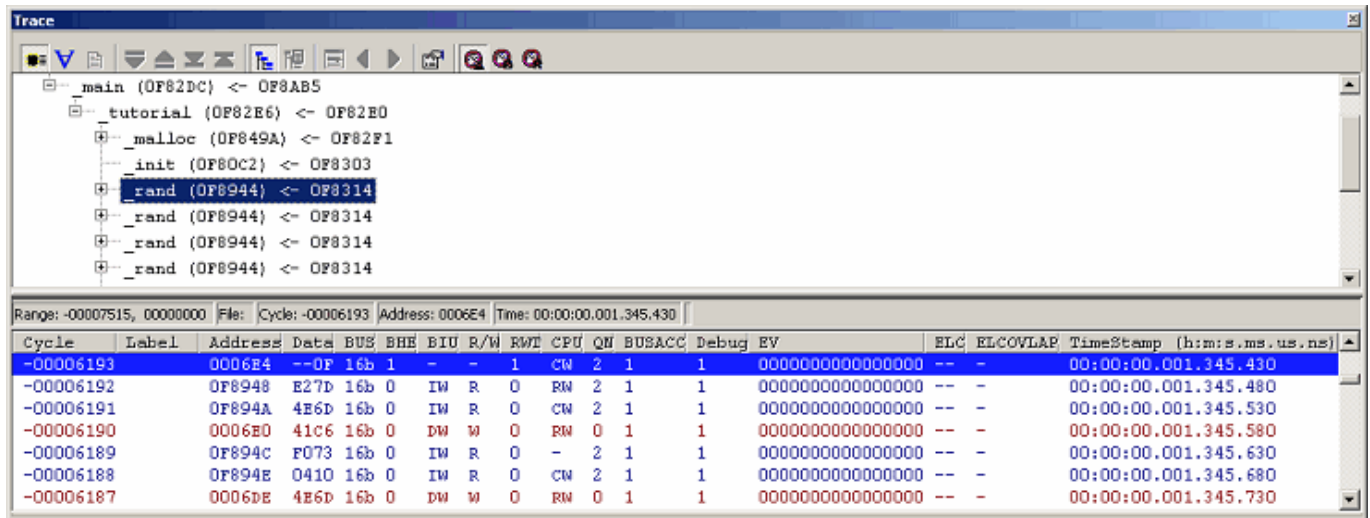 Trace
_main (0F82DC) <- 0F8AB5
_tutorial (0F82E6) <- 0F82E0
_malloc (0F849A) <- 0F82F1
_init (0F80C2) <- 0F8303
_rand (0F8944) <- 0F8314
_rand (0F8944) <- 0F8314
_rand (0F8944) <- 0F8314
_rand (0F8944) <- 0F8314
Range: -00007515, 00000000 File: Cycle: -00006193 Address: 0006E4 Time: 00:00:00.001.345.430
Cycle Label Address Data BUS BHE BIU R/W RWT CPU QN BUSACC Debug EV ELC ELCOVLAP TimeStamp (h:m:s.ms.us.ns)
-00006193 0006E4 --0F 16b 1 - - 1 CW 2 1 1 0000000000000000 -- - 00:00:00.001.345.430
-00006192 0F8948 E27D 16b 0 IW R 0 RW 2 1 1 0000000000000000 -- - 00:00:00.001.345.480
-00006191 0F894A 4E6D 16b 0 IW R 0 CW 2 1 1 0000000000000000 -- - 00:00:00.001.345.530
-00006190 0006E0 41C6 16b 0 DW W 0 RW 0 1 1 0000000000000000 -- - 00:00:00.001.345.580
-00006189 0F894C F073 16b 0 IW R 0 - 2 1 1 0000000000000000 -- - 00:00:00.001.345.630
-00006188 0F894E 0410 16b 0 IW R 0 CW 2 1 1 0000000000000000 -- - 00:00:00.001.345.680
-00006187 0006DE 4E6D 16b 0 DW W 0 RW 0 1 1 0000000000000000 -- - 00:00:00.001.345.730